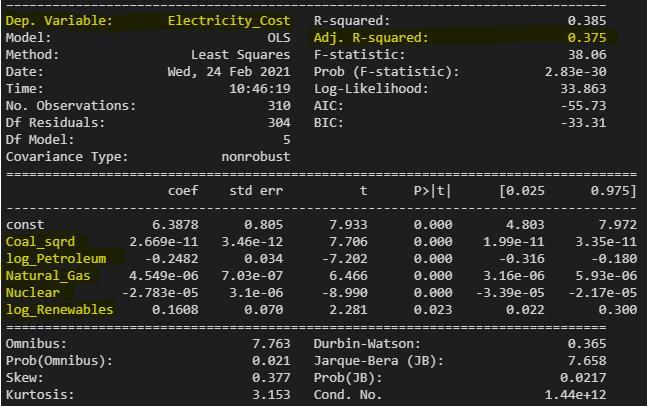 Dep. Variable: Electricity_Cost R-squared: 0.385
Model: OLS Adj. R-squared: 0.375
Method: Least Squares F-statistic: 38.06
Date: Wed, 24 Feb 2021 Prob (F-statistic): 2.83e-30
Time: 10:46:19 Log-Likelihood: 33.863
No. Observations: 310 AIC: -55.73
Df Residuals: 304 BIC: -33.31
Df Model: 5
Covariance Type: nonrobust
coef std err t P>|t| [0.025 0.975]
const 6.3878 0.805 7.933 0.000 4.803 7.972
Coal_sqrd 2.669e-11 3.46e-12 7.706 0.000 1.99e-11 3.35e-11
log_Petroleum -0.2482 0.034 -7.202 0.000 -0.316 -0.180
Natural_Gas 4.549e-06 7.03e-07 6.466 0.000 3.16e-06 5.93e-06
Nuclear -2.783e-05 3.1e-06 -8.990 0.000 -3.39e-05 -2.17e-05
log_Renewables 0.1608 0.070 2.281 0.023 0.022 0.300
Omnibus: 7.763 Durbin-Watson: 0.365
Prob(Omnibus): 0.021 Jarque-Bera (JB): 7.658
Skew: 0.377 Prob(JB): 0.0217
Kurtosis: 3.153 Cond. No. 1.44e+12